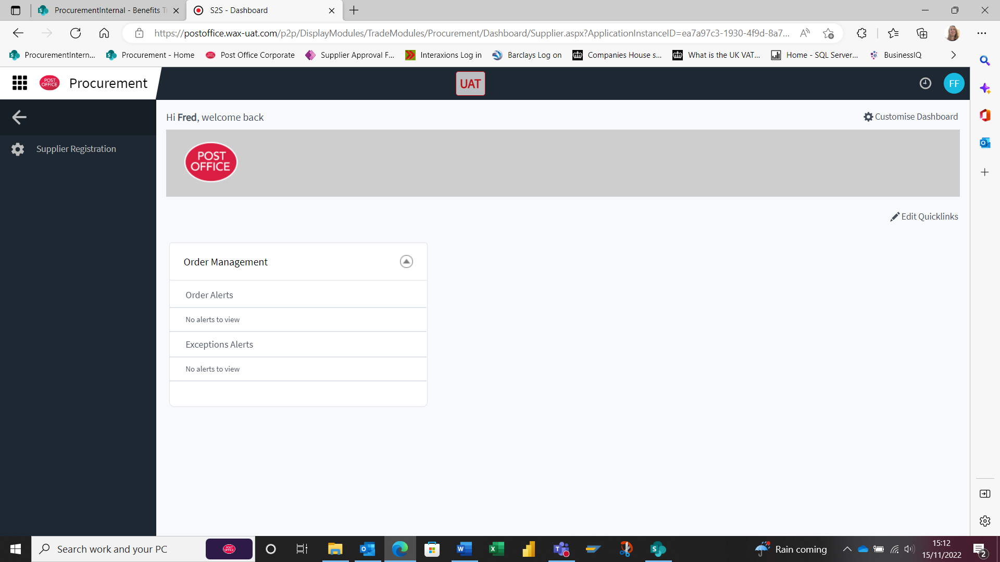 ProcurementInternal - Benefits T
S2S - Dashboard
https://postoffice.wax-uat.com/p2p/DisplayModules/TradeModules/Procurement/Dashboard/Supplier.aspx?ApplicationInstanceID=ea7a97c3-1930-4f9d-8a7...
ProcurementIntern...
Procurement - Home
Post Office Corporate
Supplier Approval F...
Interaxions Log in
Barclays Log on
Companies House s...
What is the UK VAT...
Home - SQL Server...
BusinessIQ
POST OFFICE
Procurement
UAT
FF
Hi Fred, welcome back
Customise Dashboard
Supplier Registration
POST
OFFICE
Edit Quicklinks
Order Management
Order Alerts
No alerts to view
Exceptions Alerts
No alerts to view
Search work and your PC
POST OFFICE
Rain coming
15:12
15/11/2022
2